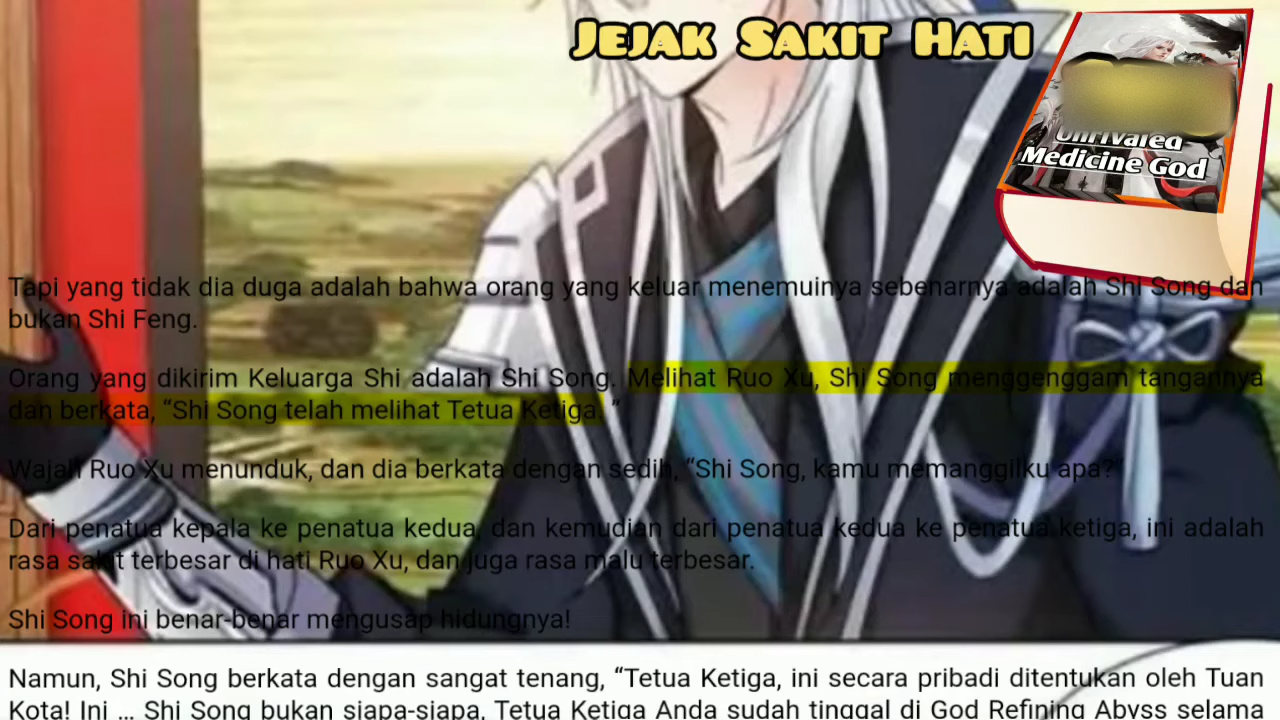 Jejak Sakit Hati
Unrivaled
Medicine God
Tapi yang tidak dia duga adalah bahwa orang yang keluar menemuinya sebenarnya adalah Shi Song dan
bukan Shi Feng.
Orang yang dikirim Keluarga Shi adalah Shi Song. Melihat Ruo Xu, Shi Song menggenggam tangannya
dan berkata, “Shi Song telah melihat Tetua Ketiga. ”
Wajah Ruo Xu menunduk, dan dia berkata dengan sedih, “Shi Song, kamu memanggilku apa?”
Dari penatua kepala ke penatua kedua, dan kemudian dari penatua kedua ke penatua ketiga, ini adalah
rasa sakit terbesar di hati Ruo Xu, dan juga rasa malu terbesar.
Shi Song ini benar-benar mengusap hidungnya!
Namun, Shi Song berkata dengan sangat tenang, “Tetua Ketiga, ini secara pribadi ditentukan oleh Tuan
Kota! Ini … Shi Song bukan siapa-siapa, Tetua Ketiga Anda sudah tinggal di God Refining Abyss selama